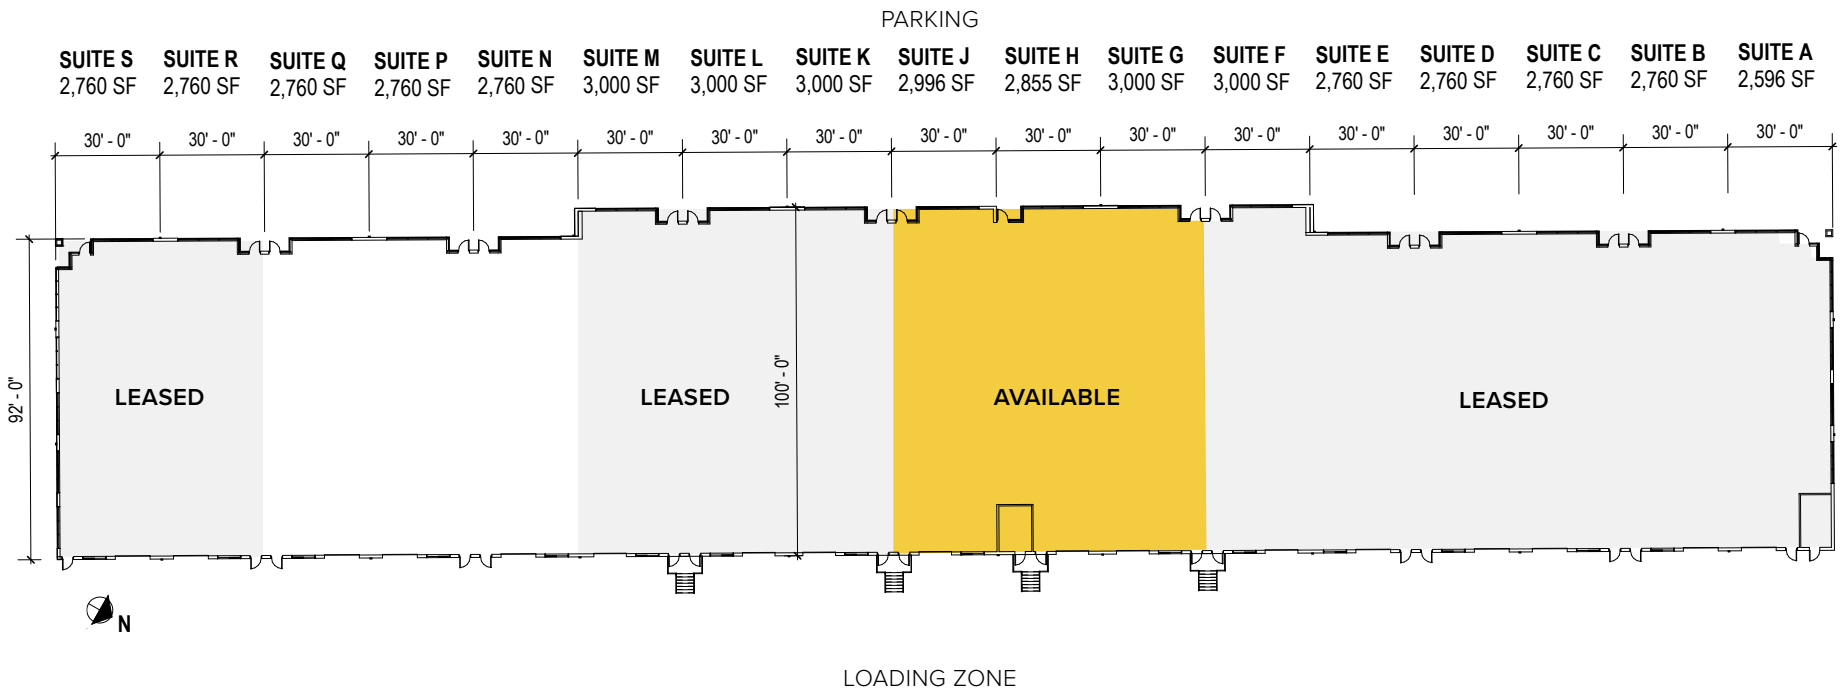 PARKING
SUITE S SUITE R SUITE Q SUITE P SUITE N SUITE M SUITE L SUITE K SUITE J SUITE H SUITE G SUITE F SUITE E SUITE D SUITE C SUITE B SUITE A
2,760 SF 2,760 SF 2,760 SF 2,760 SF 2,760 SF 3,000 SF 3,000 SF 3,000 SF 2,996 SF 2,855 SF 3,000 SF 3,000 SF 2,760 SF 2,760 SF 2,760 SF 2,760 SF 2,596 SF
30' - 0" 30' - 0" 30' - 0" 30' - 0" 30' - 0" 30' - 0" 30' - 0" 30' - 0" 30' - 0" 30' - 0" 30' - 0" 30' - 0" 30' - 0" 30' - 0" 30' - 0" 30' - 0" 30' - 0"
92' - 0"
LEASED
LEASED
100' - 0"
AVAILABLE
LEASED
N
LOADING ZONE